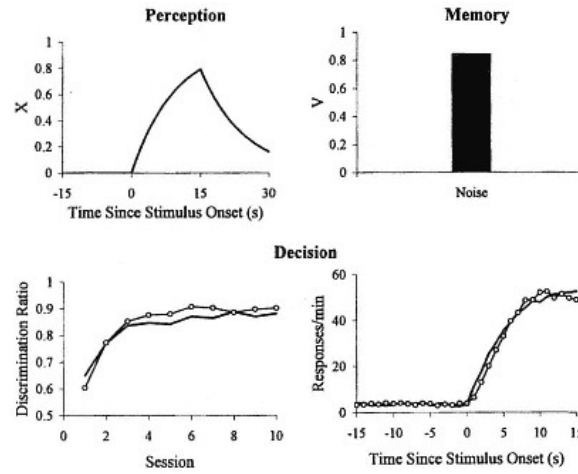 Perception
1
0.8
0.6
0.4
0.2
0
X
-15 0 15 30
Time Since Stimulus Onset (s)
Memory
1
0.8
0.6
0.4
0.2
0
V
Noise
Decision
1
0.9
0.8
0.7
0.6
0.5
Discrimination Ratio
0 2 4 6 8 10
Session
60
40
20
0
Responses/min
-15 -10 -5 0 5 10 15
Time Since Stimulus Onset (s)